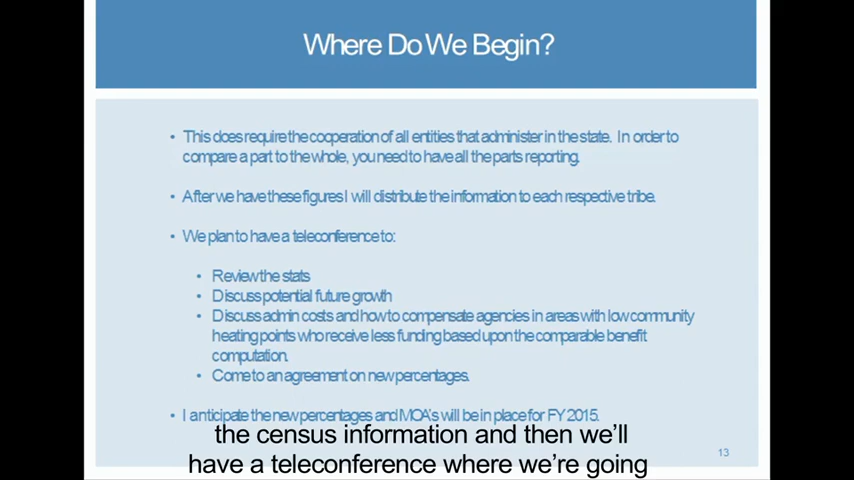 Where Do We Begin?
• This does require the cooperation of all entities that administer in the state. In order to
compare a part to the whole, you need to have all the parts reporting.
• After we have these figures I will distribute the information to each respective tribe.
• We plan to have a teleconference to:
• Review the stats
• Discuss potential future growth
• Discuss admin costs and how to compensate agencies in areas with low community
heating points who receive less funding based upon the comparable benefit
computation.
• Come to an agreement on new percentages.
• I anticipate the new percentages and MOA's will be in place for FY 2015.
the census information and then we'll
have a teleconference where we're going
13